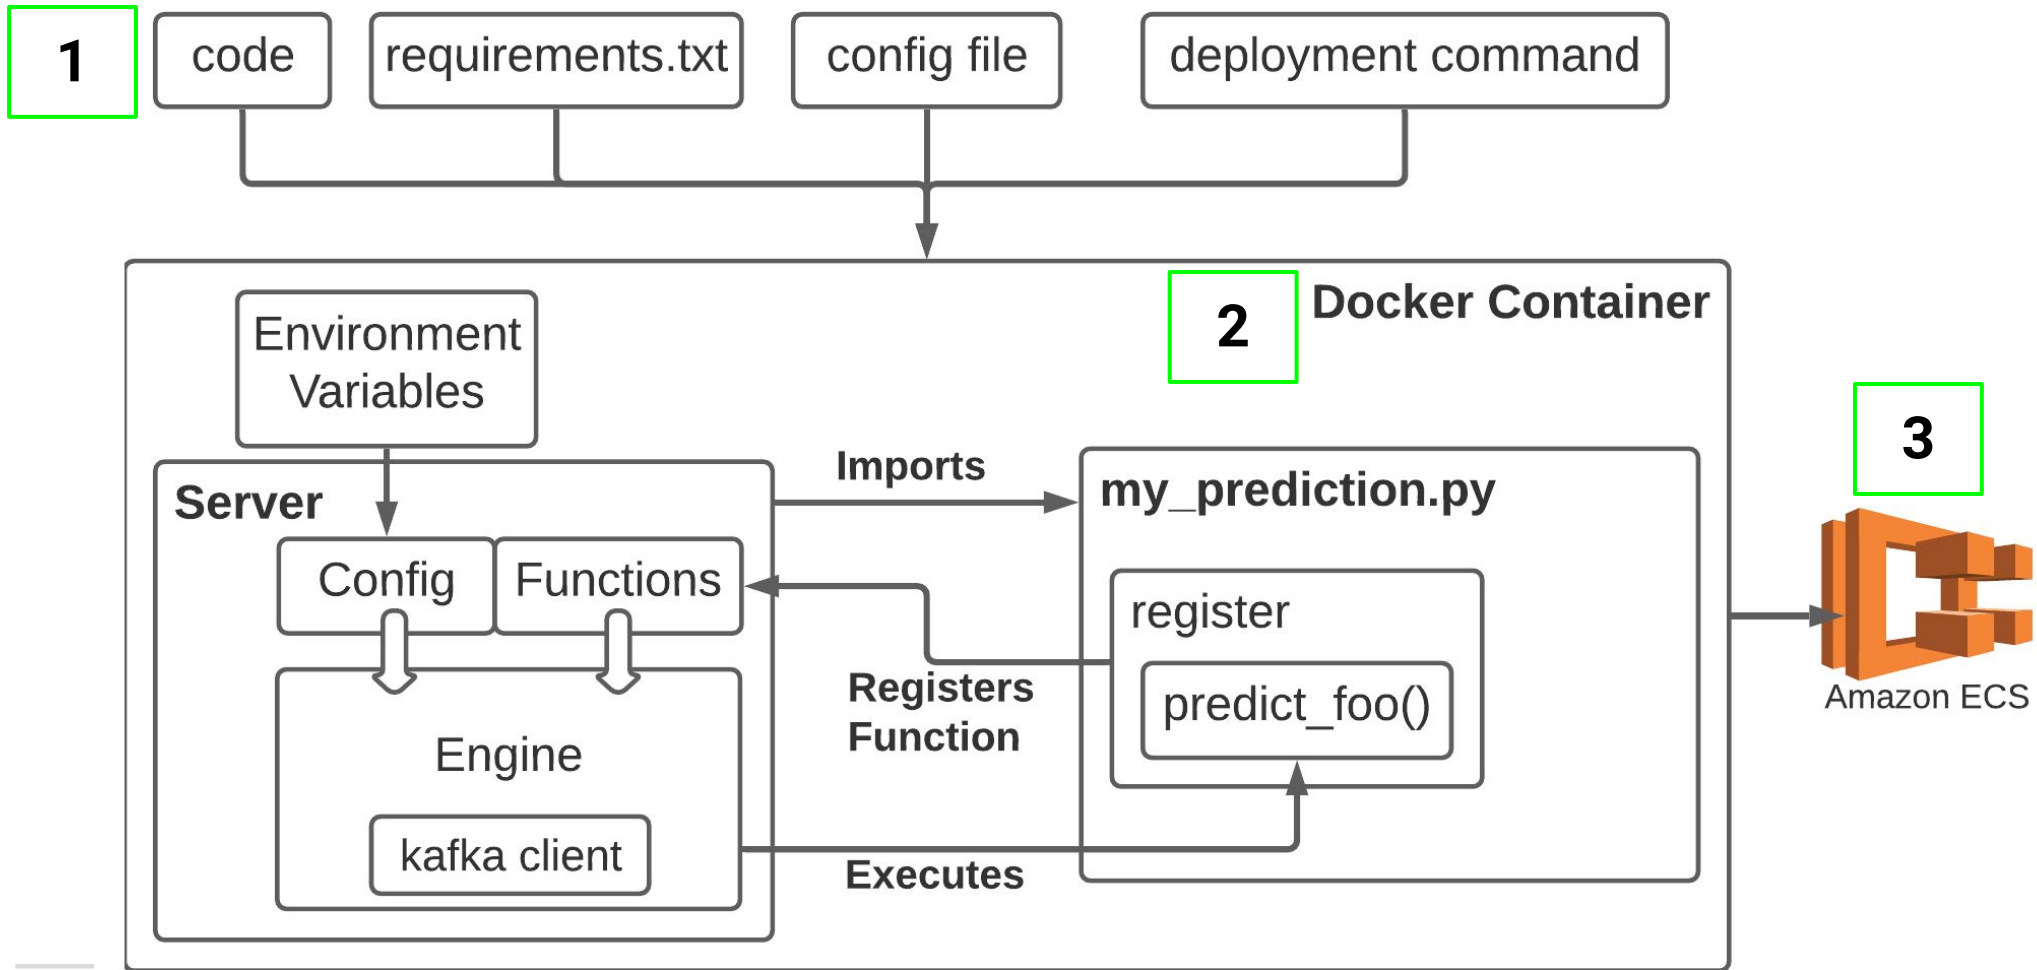 1
code
requirements.txt
config file
deployment command
2
Docker Container
Environment
Variables
3
Server
Imports
my_prediction.py
Config
Functions
register
Registers
Function
predict_foo()
Amazon ECS
Engine
kafka client
Executes